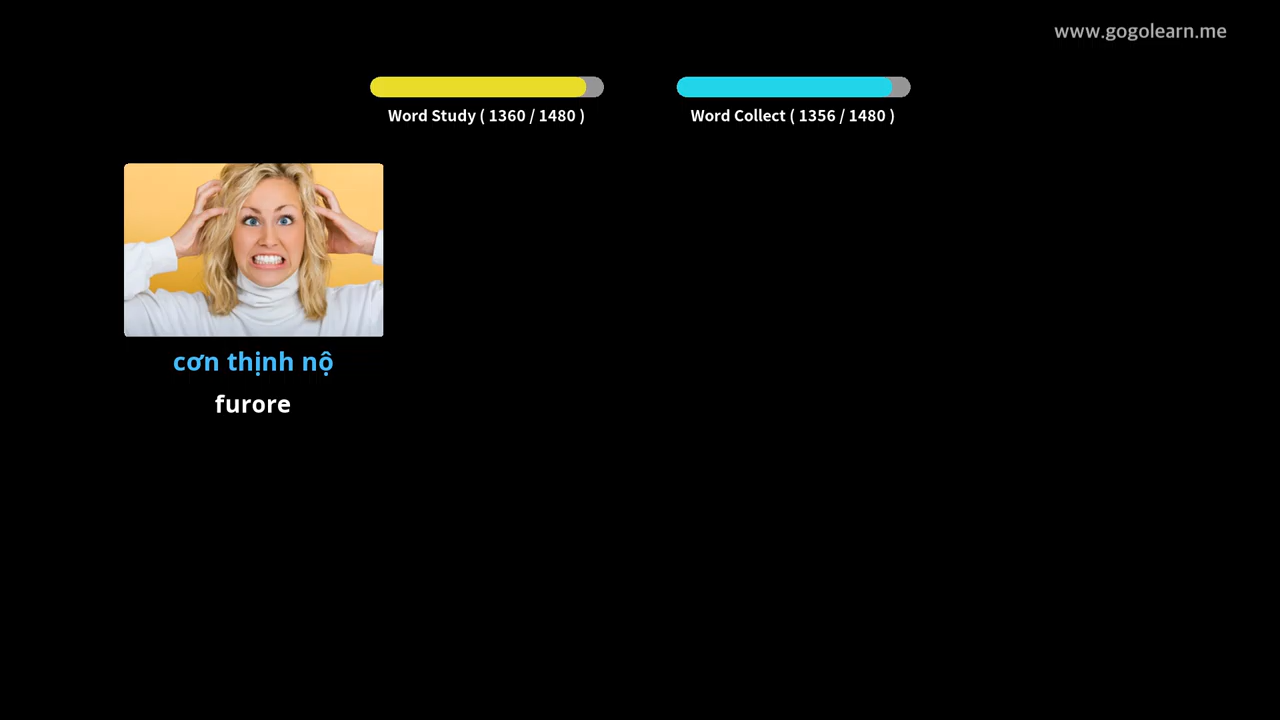 www.gogolearn.me
Word Study ( 1360 / 1480 )
Word Collect ( 1356 / 1480 )
cơn thịnh nộ
furore